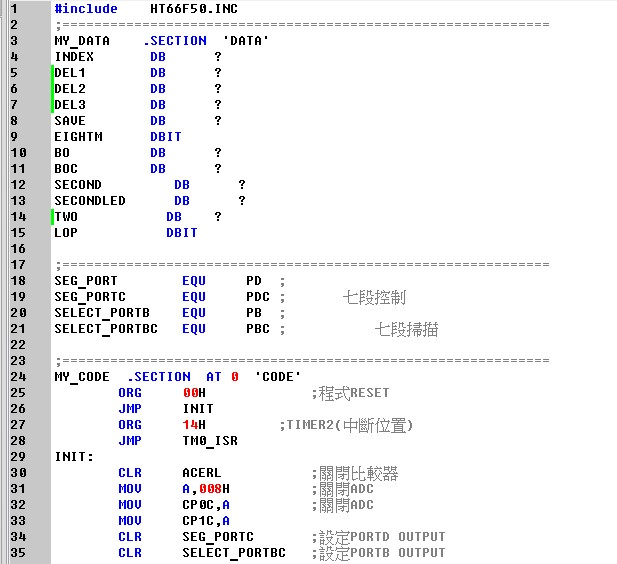 1 #include HT66F50.INC
2 ;=============================================================
3 MY_DATA .SECTION 'DATA'
4 INDEX DB ?
5 DEL1 DB ?
6 DEL2 DB ?
7 DEL3 DB ?
8 SAVE DB ?
9 EIGHTM DBIT
10 BO DB ?
11 BOC DB ?
12 SECOND DB ?
13 SECONDLED DB ?
14 TWO DB ?
15 LOP DBIT
16
17 ;=============================================================
18 SEG_PORT EQU PD ;
19 SEG_PORTC EQU PDC ; 七段控制
20 SELECT_PORTB EQU PB ;
21 SELECT_PORTBC EQU PBC ; 七段掃描
22
23 ;=============================================================
24 MY_CODE .SECTION AT 0 'CODE'
25 ORG 00H ;程式RESET
26 JMP INIT
27 ORG 14H ;TIMER2(中斷位置)
28 JMP TM0_ISR
29 INIT:
30 CLR ACERL ;關閉比較器
31 MOV A,008H ;關閉ADC
32 MOV CP0C,A ;關閉ADC
33 MOV CP1C,A
34 CLR SEG_PORTC ;設定PORTD OUTPUT
35 CLR SELECT_PORTBC ;設定PORTB OUTPUT